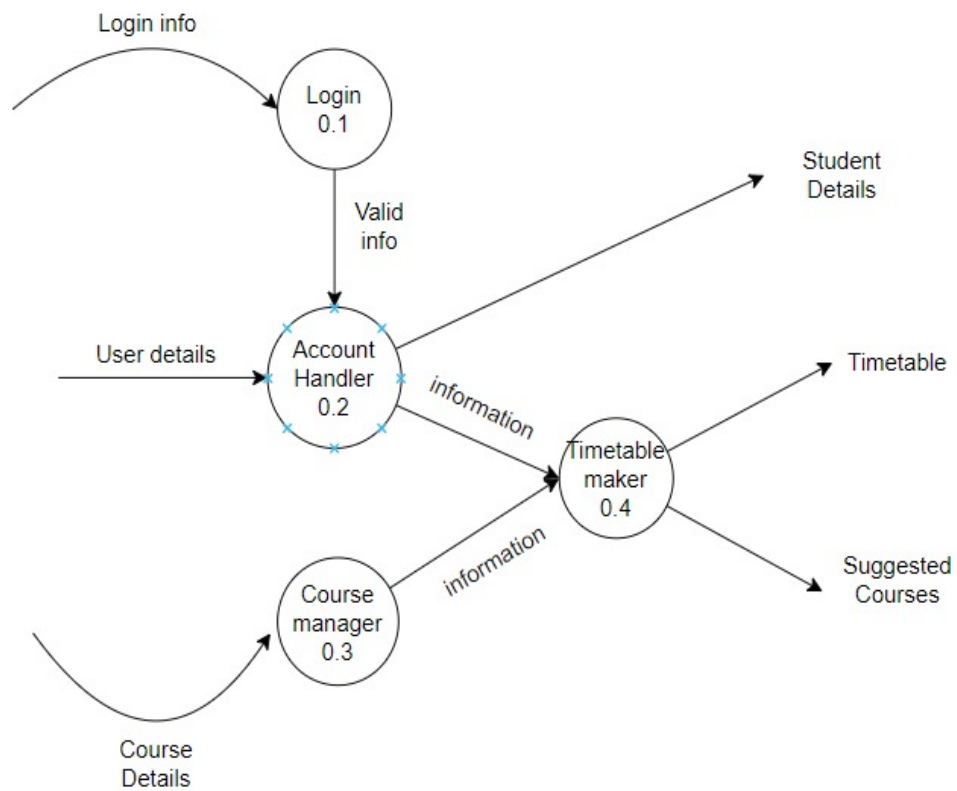 Login info
Login
0.1
Valid
info
Student
Details
User details
Account
Handler
0.2
information
Timetable
Timetable
maker
0.4
information
Suggested
Courses
Course
manager
0.3
Course
Details